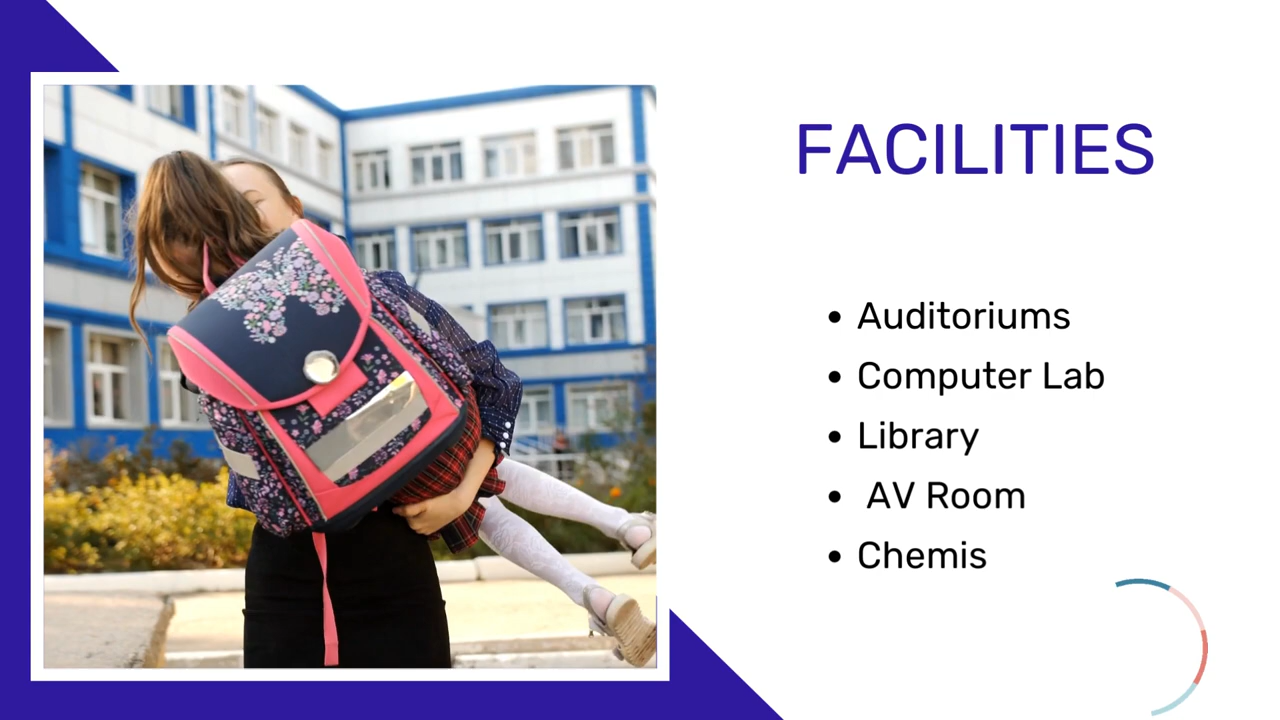 FACILITIES
• Auditoriums
• Computer Lab
• Library
• AV Room
• Chemis